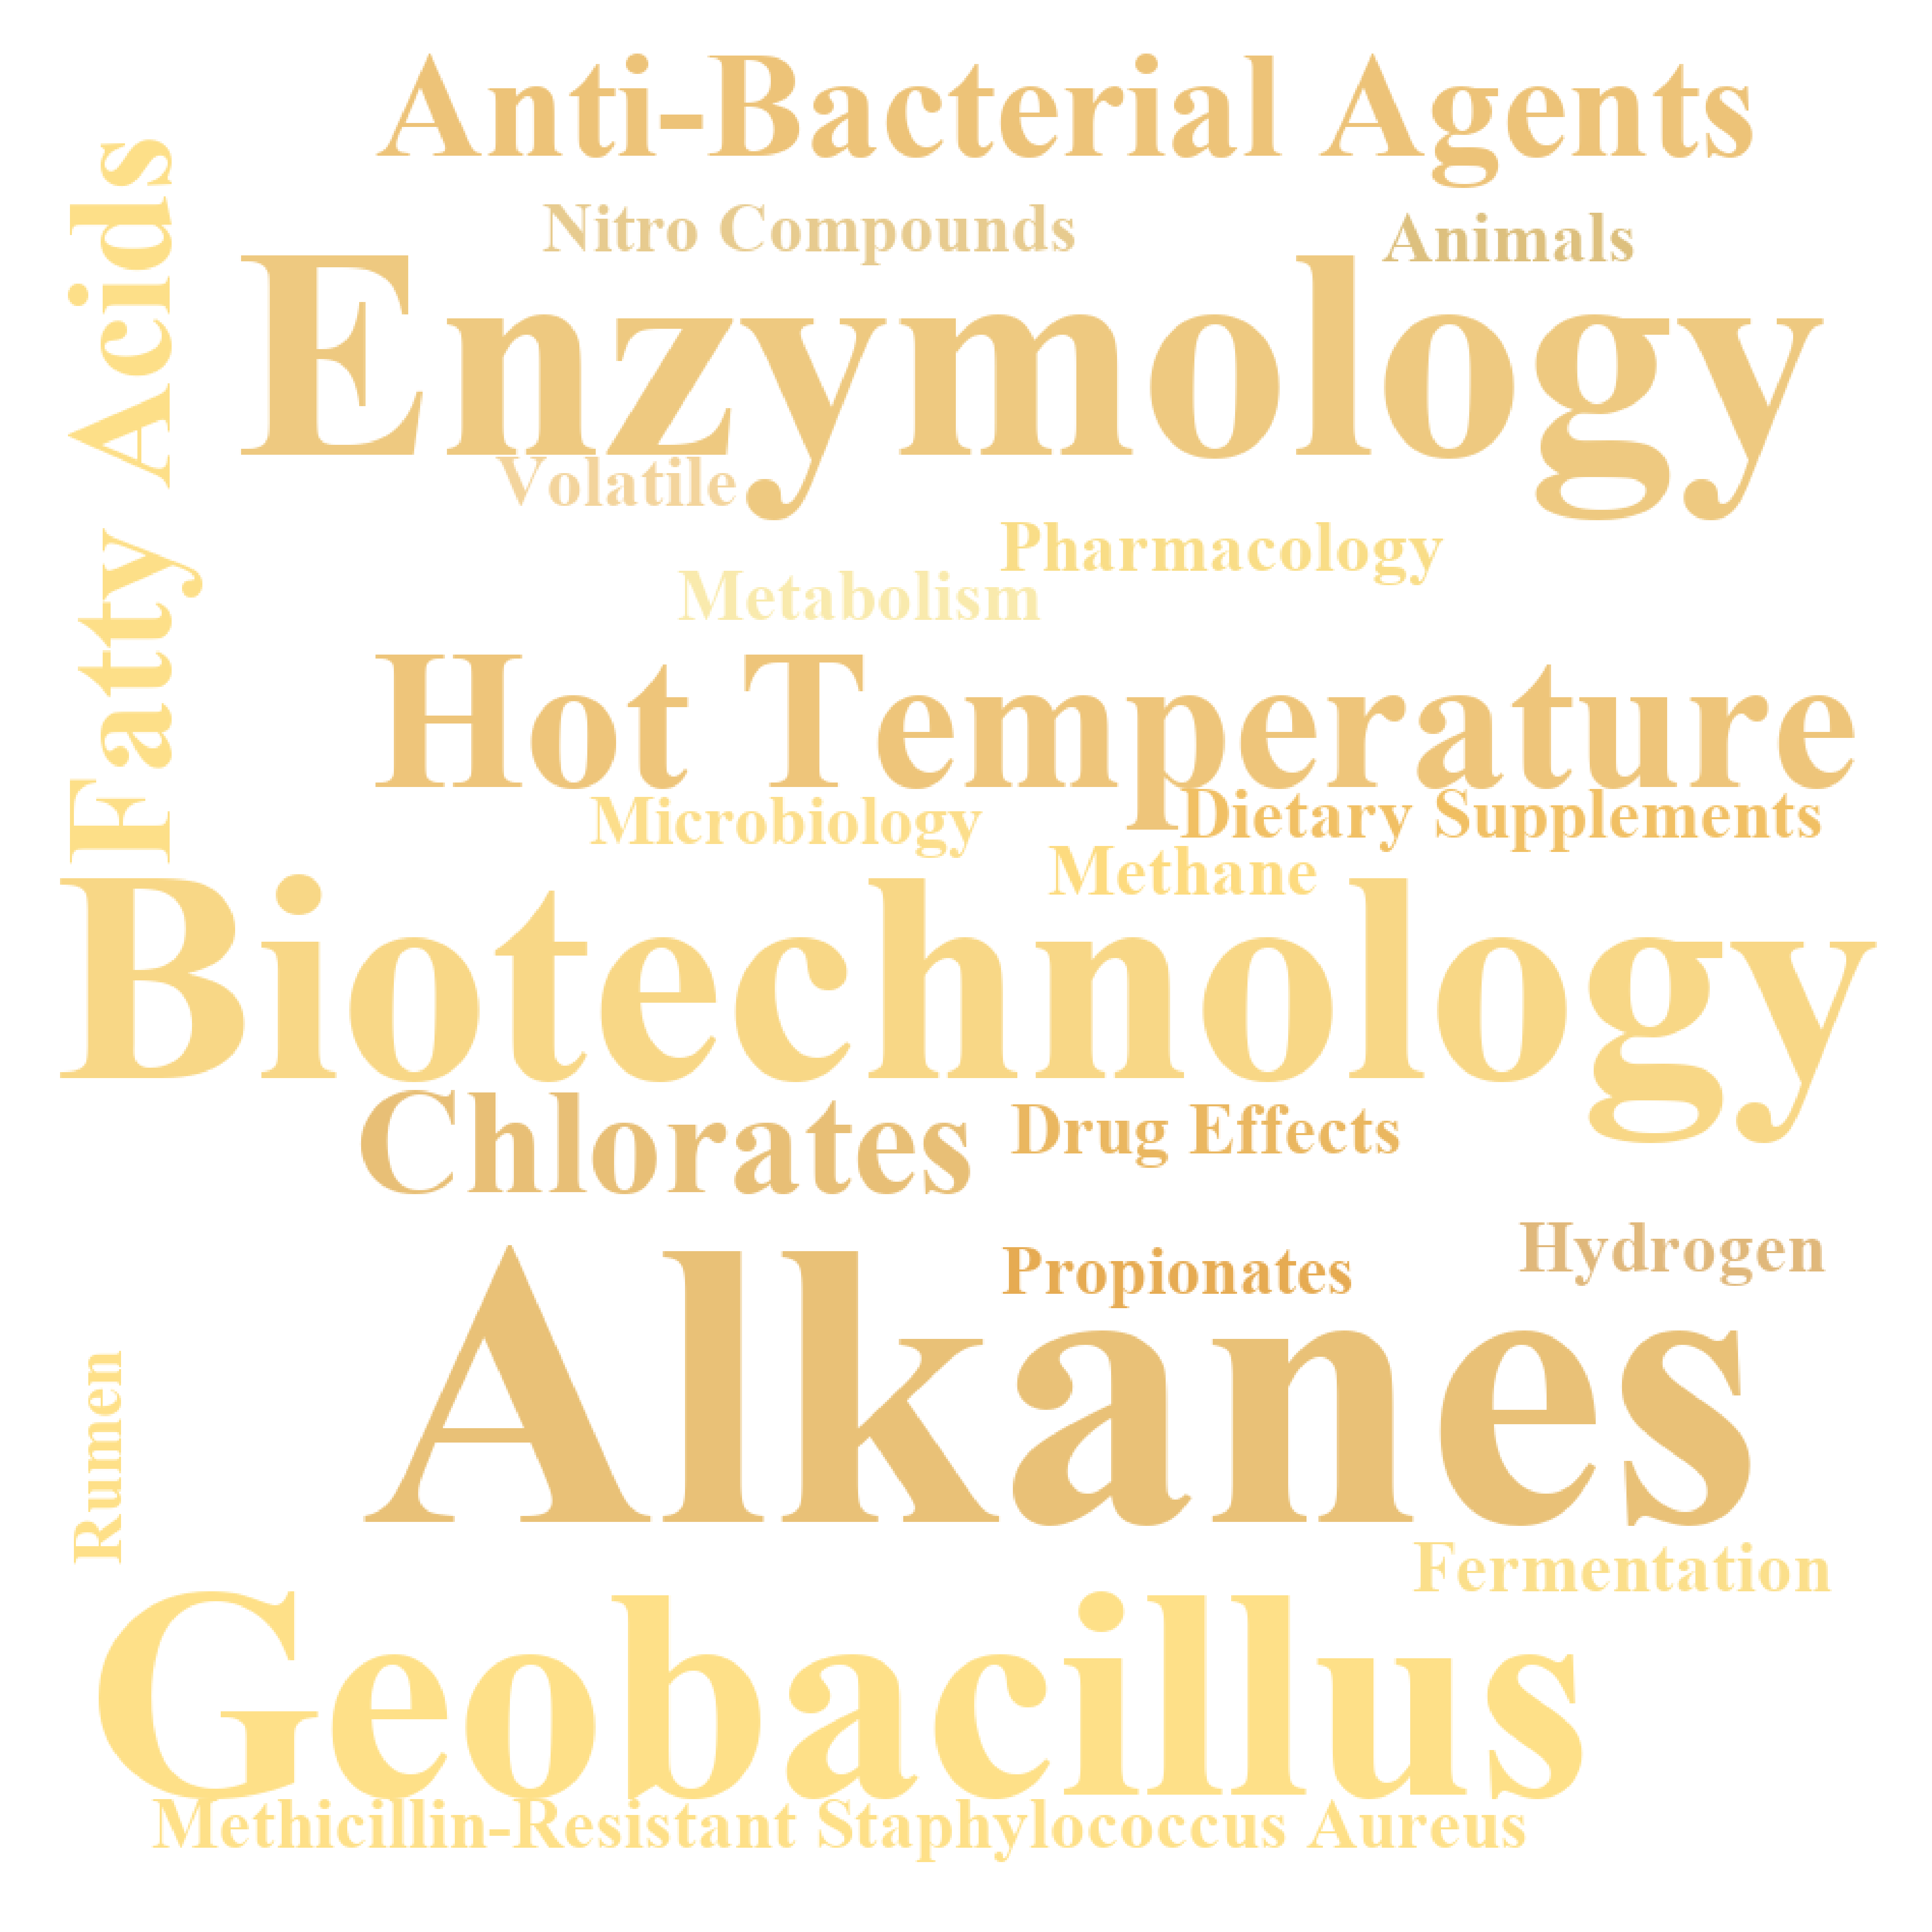 Anti-Bacterial Agents
Nitro Compounds
Animals
Fatty Acids
Enzymology
Volatile
Pharmacology
Metabolism
Hot Temperature
Microbiology
Dietary Supplements
Methane
Biotechnology
Chlorates
Drug Effects
Hydrogen
Propionates
Alkanes
Rumen
Fermentation
Geobacillus
Methicillin-Resistant Staphylococcus Aureus